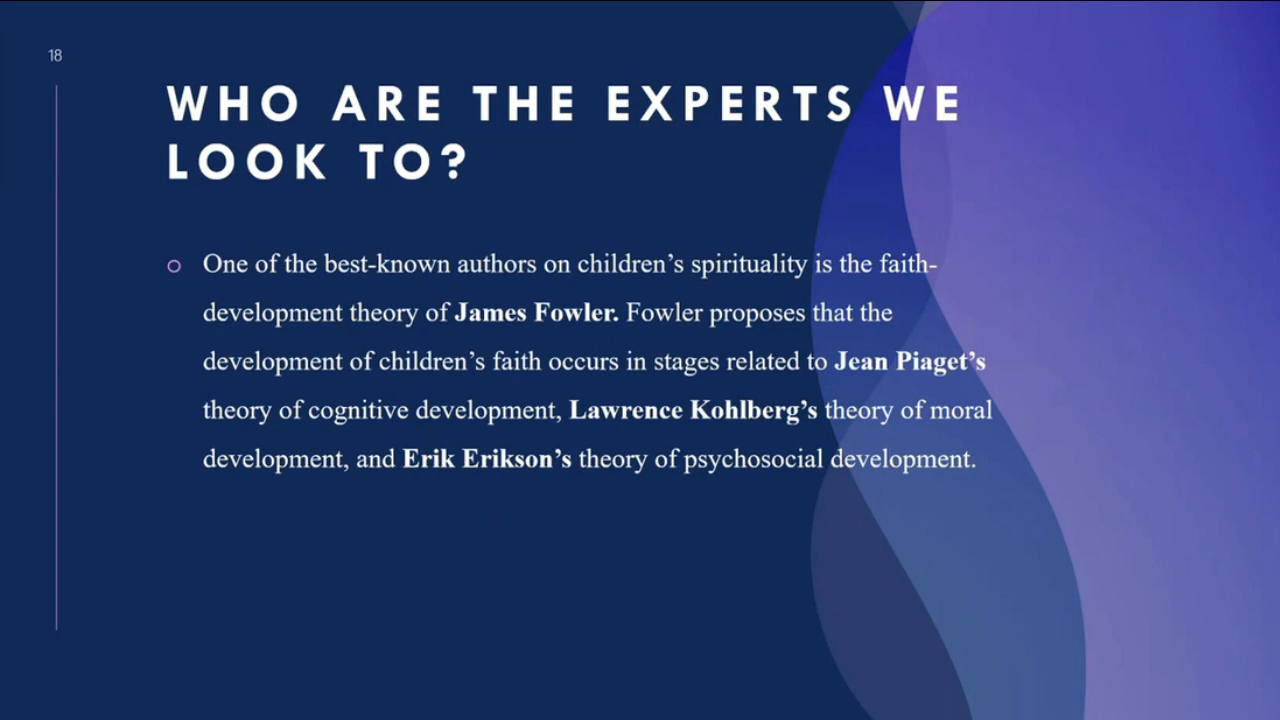 18
WHO ARE THE EXPERTS WE
LOOK TO?
One of the best-known authors on children’s spirituality is the faith-
development theory of James Fowler. Fowler proposes that the
development of children’s faith occurs in stages related to Jean Piaget’s
theory of cognitive development, Lawrence Kohlberg’s theory of moral
development, and Erik Erikson’s theory of psychosocial development.